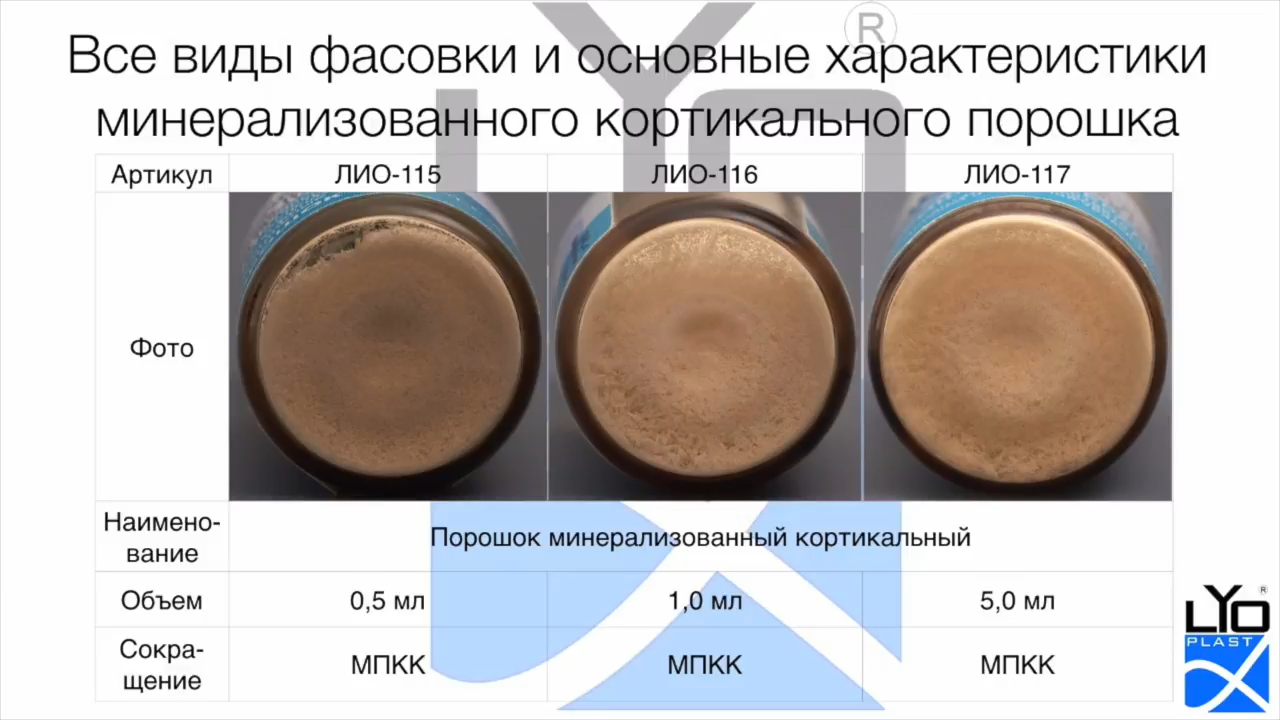 Все виды фасовки и основные характеристики
минерализованного кортикального порошка
Артикул ЛИО-115 ЛИО-116 ЛИО-117
Фото
Наимено-
вание
Порошок минерализованный кортикальный
Объем 0,5 мл 1,0 мл 5,0 мл
Сокра-
щение
МПКК МПКК МПКК
LYO
®
PLAST
LYO ®